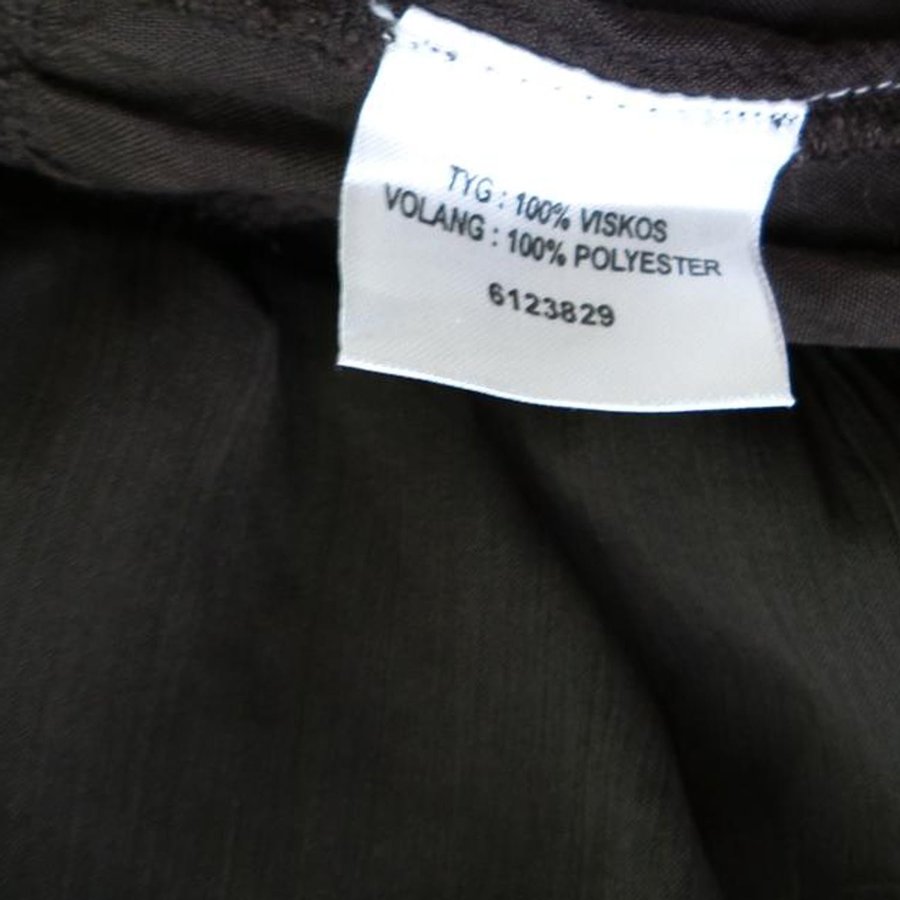 TYG : 100% VISKOS
VOLANG : 100% POLYESTER
6123829